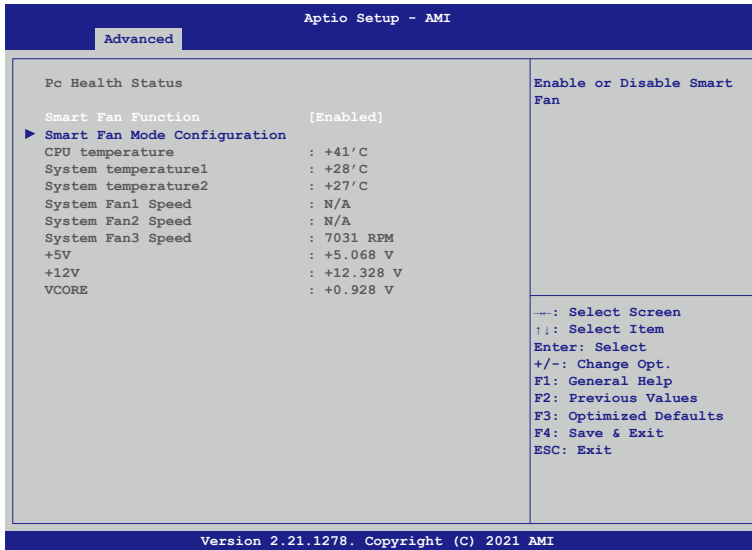 Aptio Setup - AMI
Advanced
Pc Health Status
Smart Fan Function [Enabled]
▶ Smart Fan Mode Configuration
CPU temperature : +41'C
System temperature1 : +28'C
System temperature2 : +27'C
System Fan1 Speed : N/A
System Fan2 Speed : N/A
System Fan3 Speed : 7031 RPM
+5V : +5.068 V
+12V : +12.328 V
VCORE : +0.928 V
Enable or Disable Smart
Fan
→←: Select Screen
↑↓: Select Item
Enter: Select
+/-: Change Opt.
F1: General Help
F2: Previous Values
F3: Optimized Defaults
F4: Save & Exit
ESC: Exit
Version 2.21.1278. Copyright (C) 2021 AMI